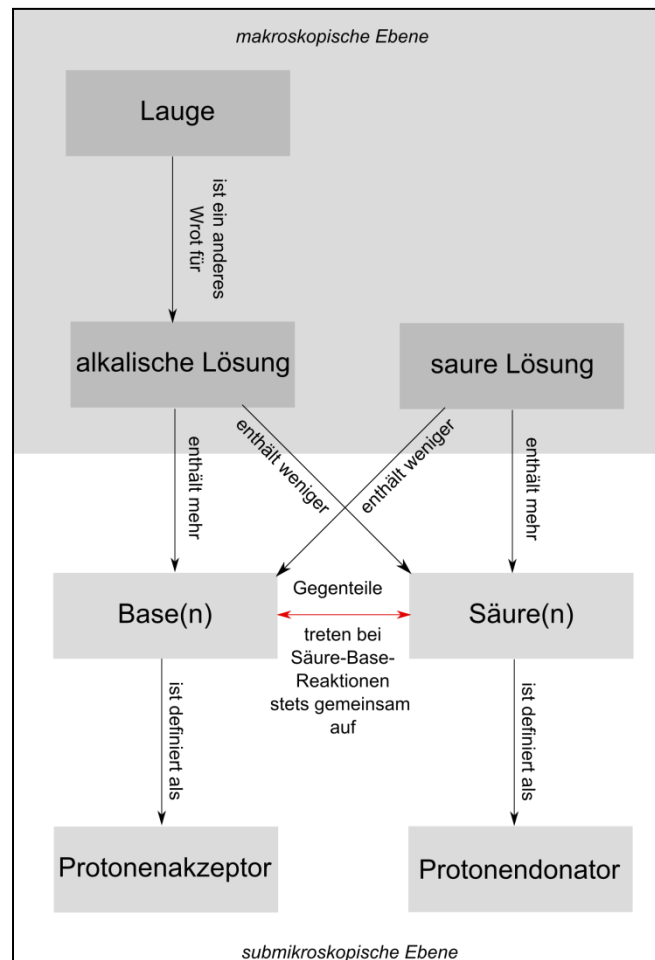 makroskopische Ebene
Lauge
ist ein anderes
Wrot für
alkalische Lösung
saure Lösung
enthält mehr
enthält weniger
enthält weniger
enthält mehr
Base(n)
Gegenteile
Säure(n)
treten bei
Säure-Base-
Reaktionen
stets gemeinsam
auf
ist definiert als
ist definiert als
Protonenakzeptor
Protonendonator
submikroskopische Ebene